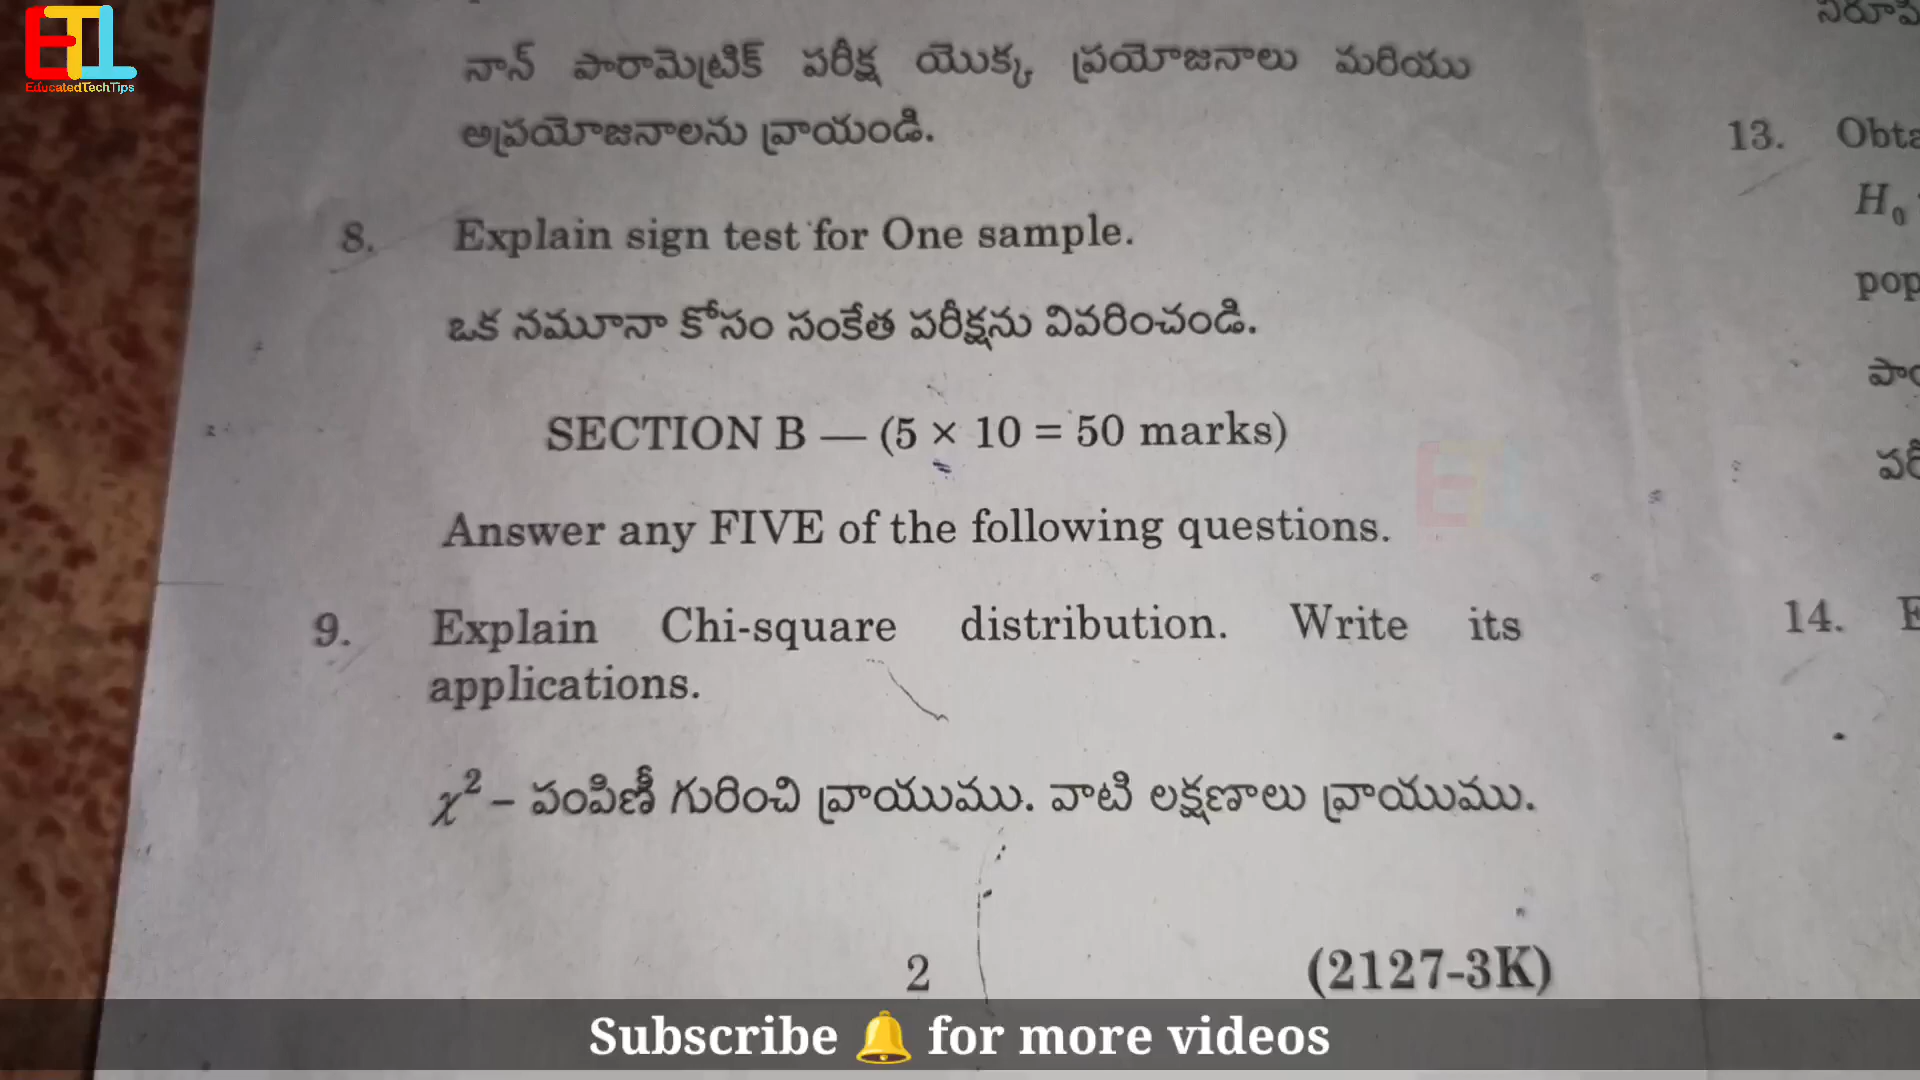 ETL
EducatedTechTips
నాన్ పారామెట్రిక్ పరీక్ష యొక్క ప్రయోజనాలు మరియు
అప్రయోజనాలను వ్రాయండి.
8. Explain sign test for One sample.
ఒక నమూనా కోసం సంకేత పరీక్షను వివరించండి.
SECTION B — (5 × 10 = 50 marks)
Answer any FIVE of the following questions.
9. Explain Chi-square distribution. Write its
applications.
χ² – పంపిణీ గురించి వ్రాయుము. వాటి లక్షణాలు వ్రాయుము.
2 (2127-3K)
13.
H₀
14.
Subscribe 🔔 for more videos